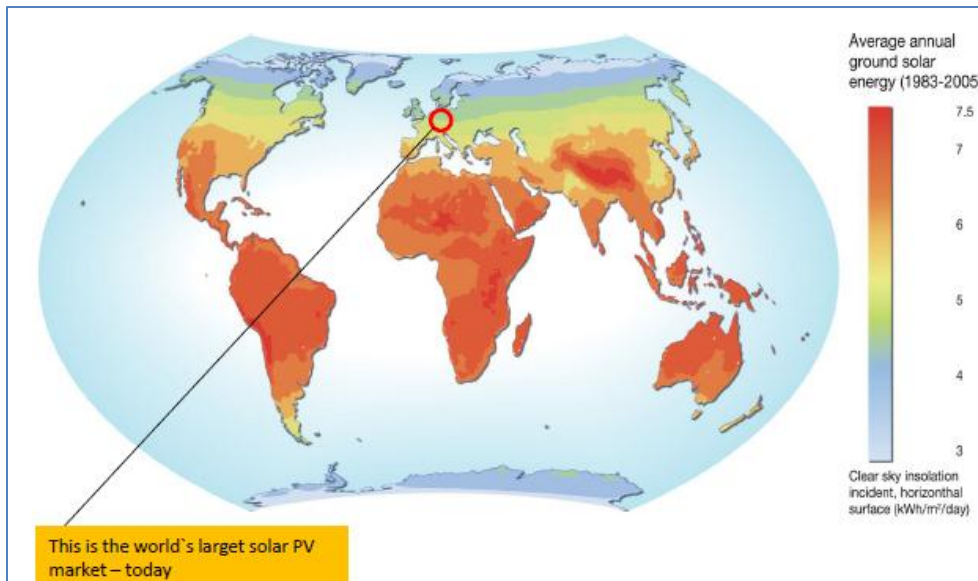 Average annual
ground solar
energy (1983-2005)
7.5
7
6
5
4
3
Clear sky insolation
incident, horizonthal
surface (kWh/m²/day)
This is the world`s larget solar PV
market – today